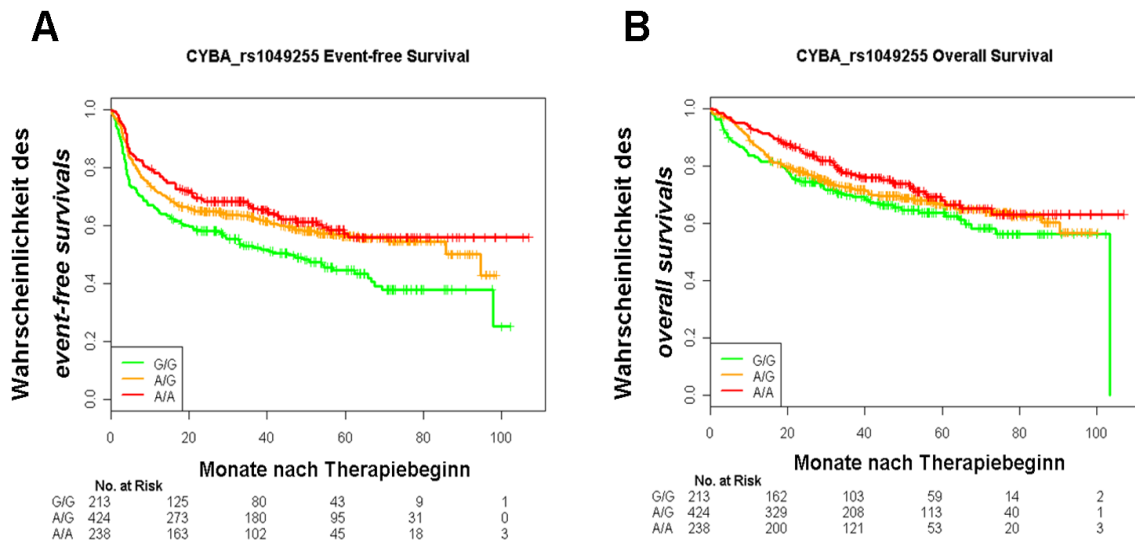 A
CYBA_rs1049255 Event-free Survival
Wahrscheinlichkeit des
event-free survivals
1.0
0.8
0.6
0.4
0.2
0.0
G/G
A/G
A/A
0 20 40 60 80 100
Monate nach Therapiebeginn
No. at Risk
G/G 213 125 80 43 9 1
A/G 424 273 180 95 31 0
A/A 238 163 102 45 18 3
B
CYBA_rs1049255 Overall Survival
Wahrscheinlichkeit des
overall survivals
1.0
0.8
0.6
0.4
0.2
0.0
G/G
A/G
A/A
0 20 40 60 80 100
Monate nach Therapiebeginn
No. at Risk
G/G 213 162 103 59 14 2
A/G 424 329 208 113 40 1
A/A 238 200 121 53 20 3